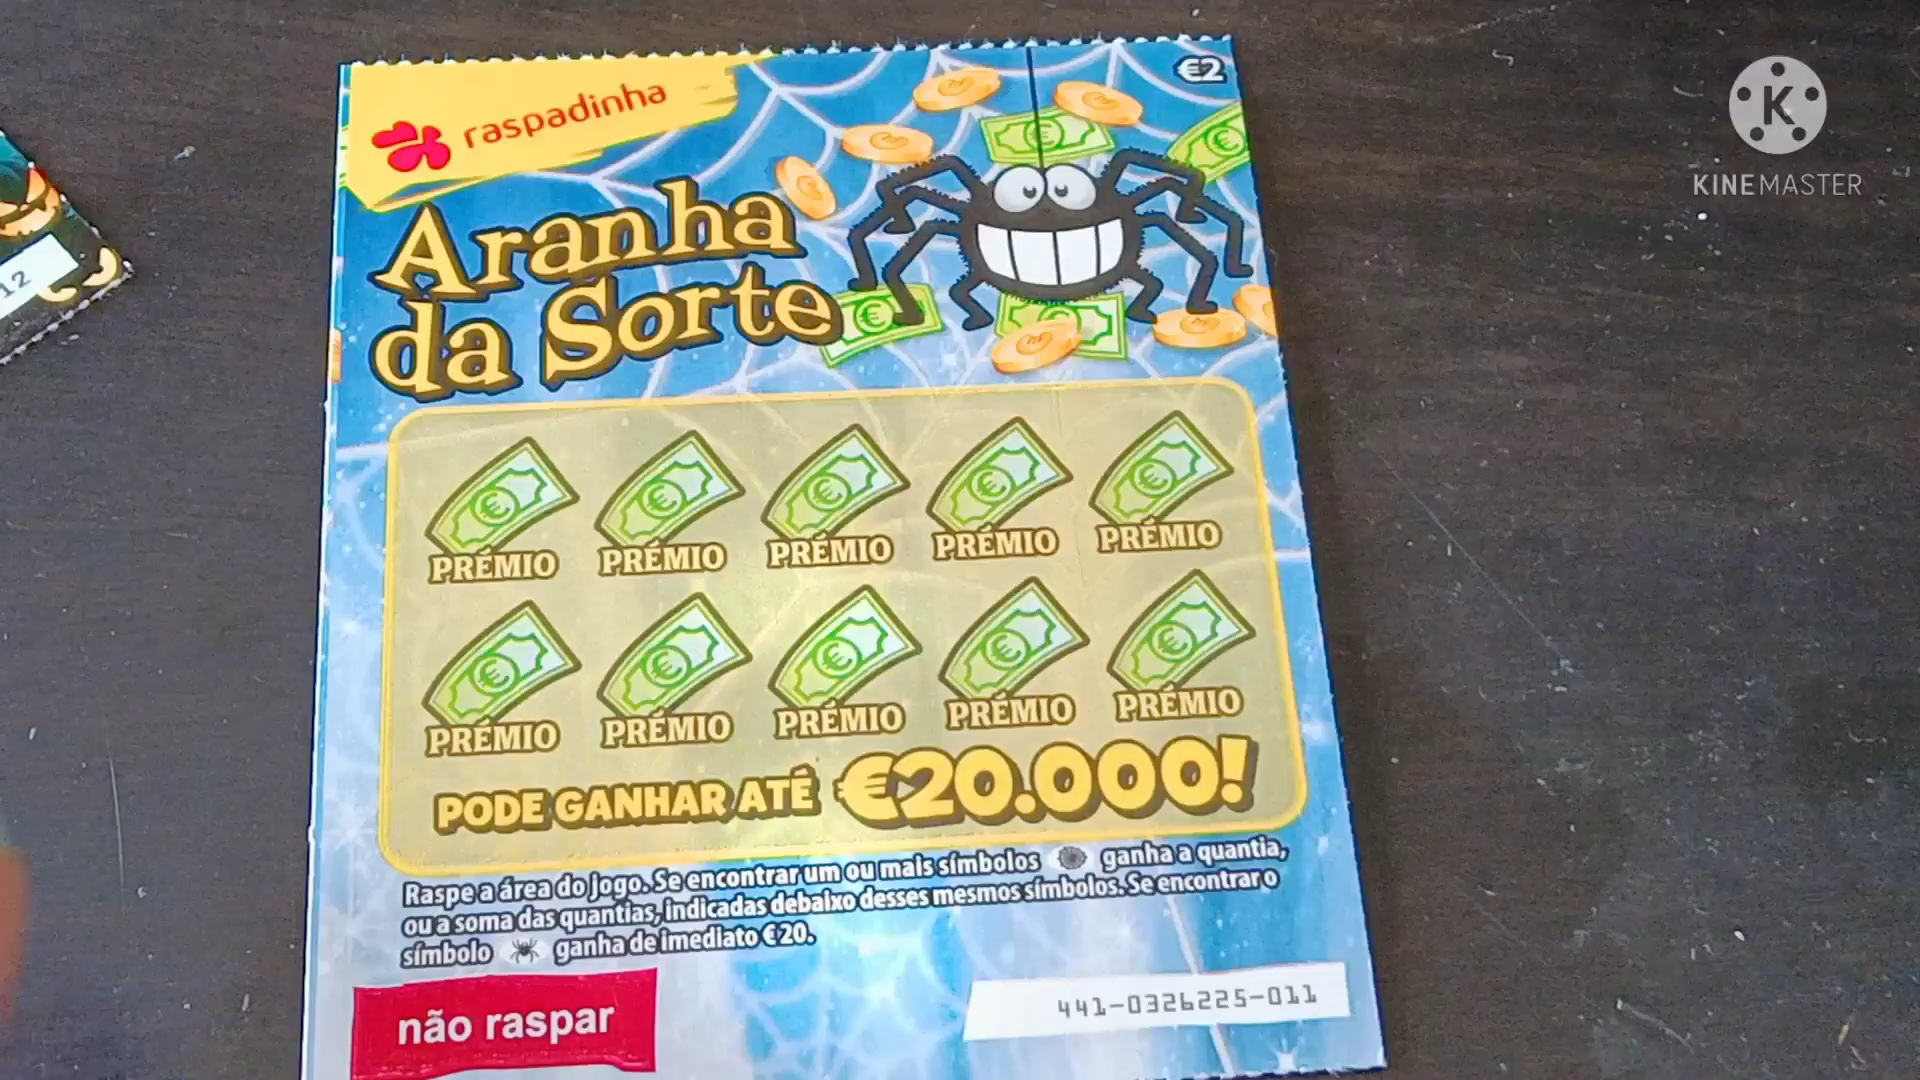 €2
raspadinha
K
KINEMASTER
Aranha
da Sorte
12
PRÉMIO PRÉMIO PRÉMIO PRÉMIO PRÉMIO
PRÉMIO PRÉMIO PRÉMIO PRÉMIO PRÉMIO
PODE GANHAR ATÉ €20.000!
Raspe a área do jogo. Se encontrar um ou mais símbolos ganha a quantia,
ou a soma das quantias, indicadas debaixo desses mesmos símbolos. Se encontrar o
símbolo ganha de imediato €20.
não raspar
441-0326225-011